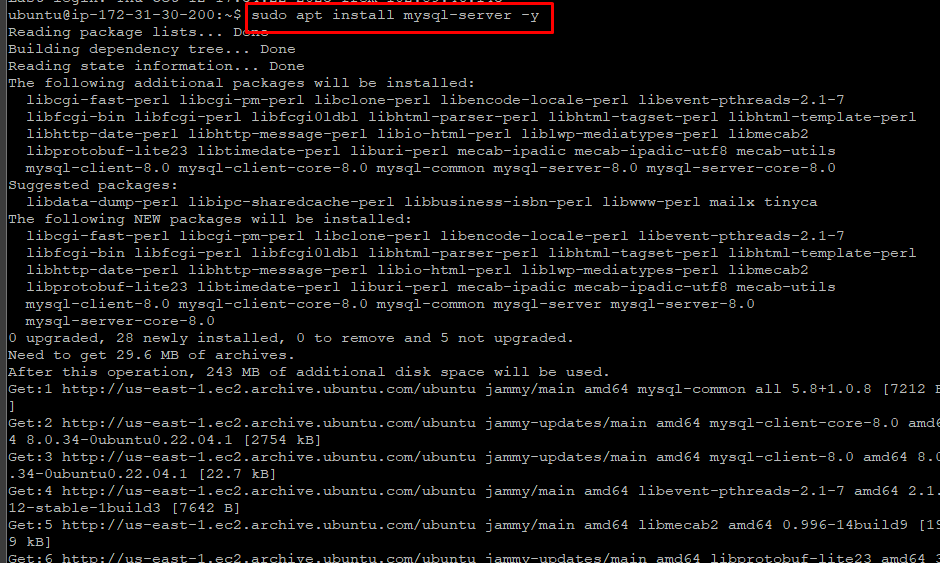 ubuntu@ip-172-31-30-200:~$ sudo apt install mysql-server -y
Reading package lists... Done
Building dependency tree... Done
Reading state information... Done
The following additional packages will be installed:
  libcgi-fast-perl libcgi-pm-perl libclone-perl libencode-locale-perl libevent-pthreads-2.1-7
  libfcgi-bin libfcgi-perl libfcgi0ldbl libhtml-parser-perl libhtml-tagset-perl libhtml-template-perl
  libhttp-date-perl libhttp-message-perl libio-html-perl liblwp-mediatypes-perl libmecab2
  libprotobuf-lite23 libtimedate-perl liburi-perl mecab-ipadic mecab-ipadic-utf8 mecab-utils
  mysql-client-8.0 mysql-client-core-8.0 mysql-common mysql-server-8.0 mysql-server-core-8.0
Suggested packages:
  libdata-dump-perl libipc-sharedcache-perl libbusiness-isbn-perl libwww-perl mailx tinyca
The following NEW packages will be installed:
  libcgi-fast-perl libcgi-pm-perl libclone-perl libencode-locale-perl libevent-pthreads-2.1-7
  libfcgi-bin libfcgi-perl libfcgi0ldbl libhtml-parser-perl libhtml-tagset-perl libhtml-template-perl
  libhttp-date-perl libhttp-message-perl libio-html-perl liblwp-mediatypes-perl libmecab2
  libprotobuf-lite23 libtimedate-perl liburi-perl mecab-ipadic mecab-ipadic-utf8 mecab-utils
  mysql-client-8.0 mysql-client-core-8.0 mysql-common mysql-server mysql-server-8.0
  mysql-server-core-8.0
0 upgraded, 28 newly installed, 0 to remove and 5 not upgraded.
Need to get 29.6 MB of archives.
After this operation, 243 MB of additional disk space will be used.
Get:1 http://us-east-1.ec2.archive.ubuntu.com/ubuntu jammy/main amd64 mysql-common all 5.8+1.0.8 [7212 B
]
Get:2 http://us-east-1.ec2.archive.ubuntu.com/ubuntu jammy-updates/main amd64 mysql-client-core-8.0 amd6
4 8.0.34-0ubuntu0.22.04.1 [2754 kB]
Get:3 http://us-east-1.ec2.archive.ubuntu.com/ubuntu jammy-updates/main amd64 mysql-client-8.0 amd64 8.0
.34-0ubuntu0.22.04.1 [22.7 kB]
Get:4 http://us-east-1.ec2.archive.ubuntu.com/ubuntu jammy/main amd64 libevent-pthreads-2.1-7 amd64 2.1.
12-stable-1build3 [7642 B]
Get:5 http://us-east-1.ec2.archive.ubuntu.com/ubuntu jammy/main amd64 libmecab2 amd64 0.996-14build9 [19
9 kB]
Get:6 http://us-east-1.ec2.archive.ubuntu.com/ubuntu jammy-updates/main amd64 libprotobuf-lite23 amd64 3